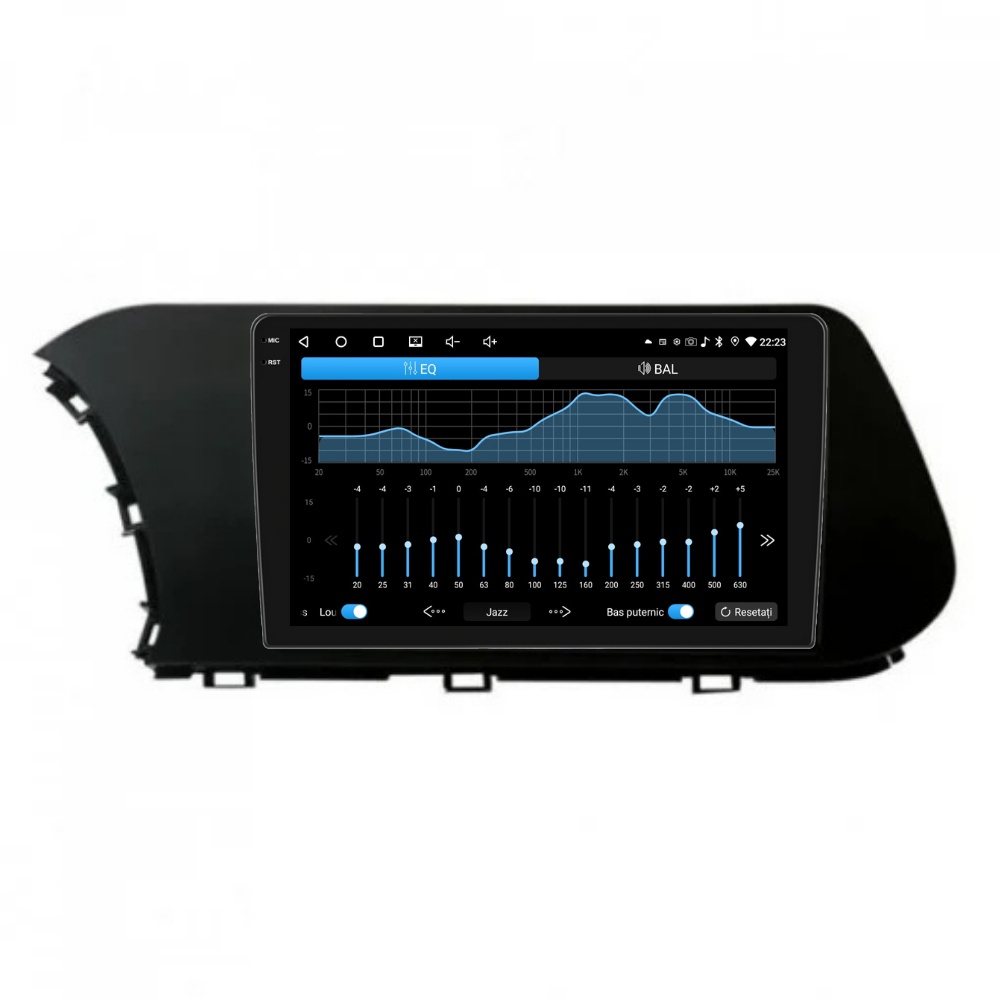 MIC
RST
22:23
EQ
BAL
15
0
-15
20 50 100 200 500 1K 2K 5K 10K 25K
-4 -4 -3 -1 0 -4 -6 -10 -10 -11 -4 -3 -2 -2 +2 +5
15
0
-15
20 25 31 40 50 63 80 100 125 160 200 250 315 400 500 630
s Lou Jazz Bas puternic Resetați